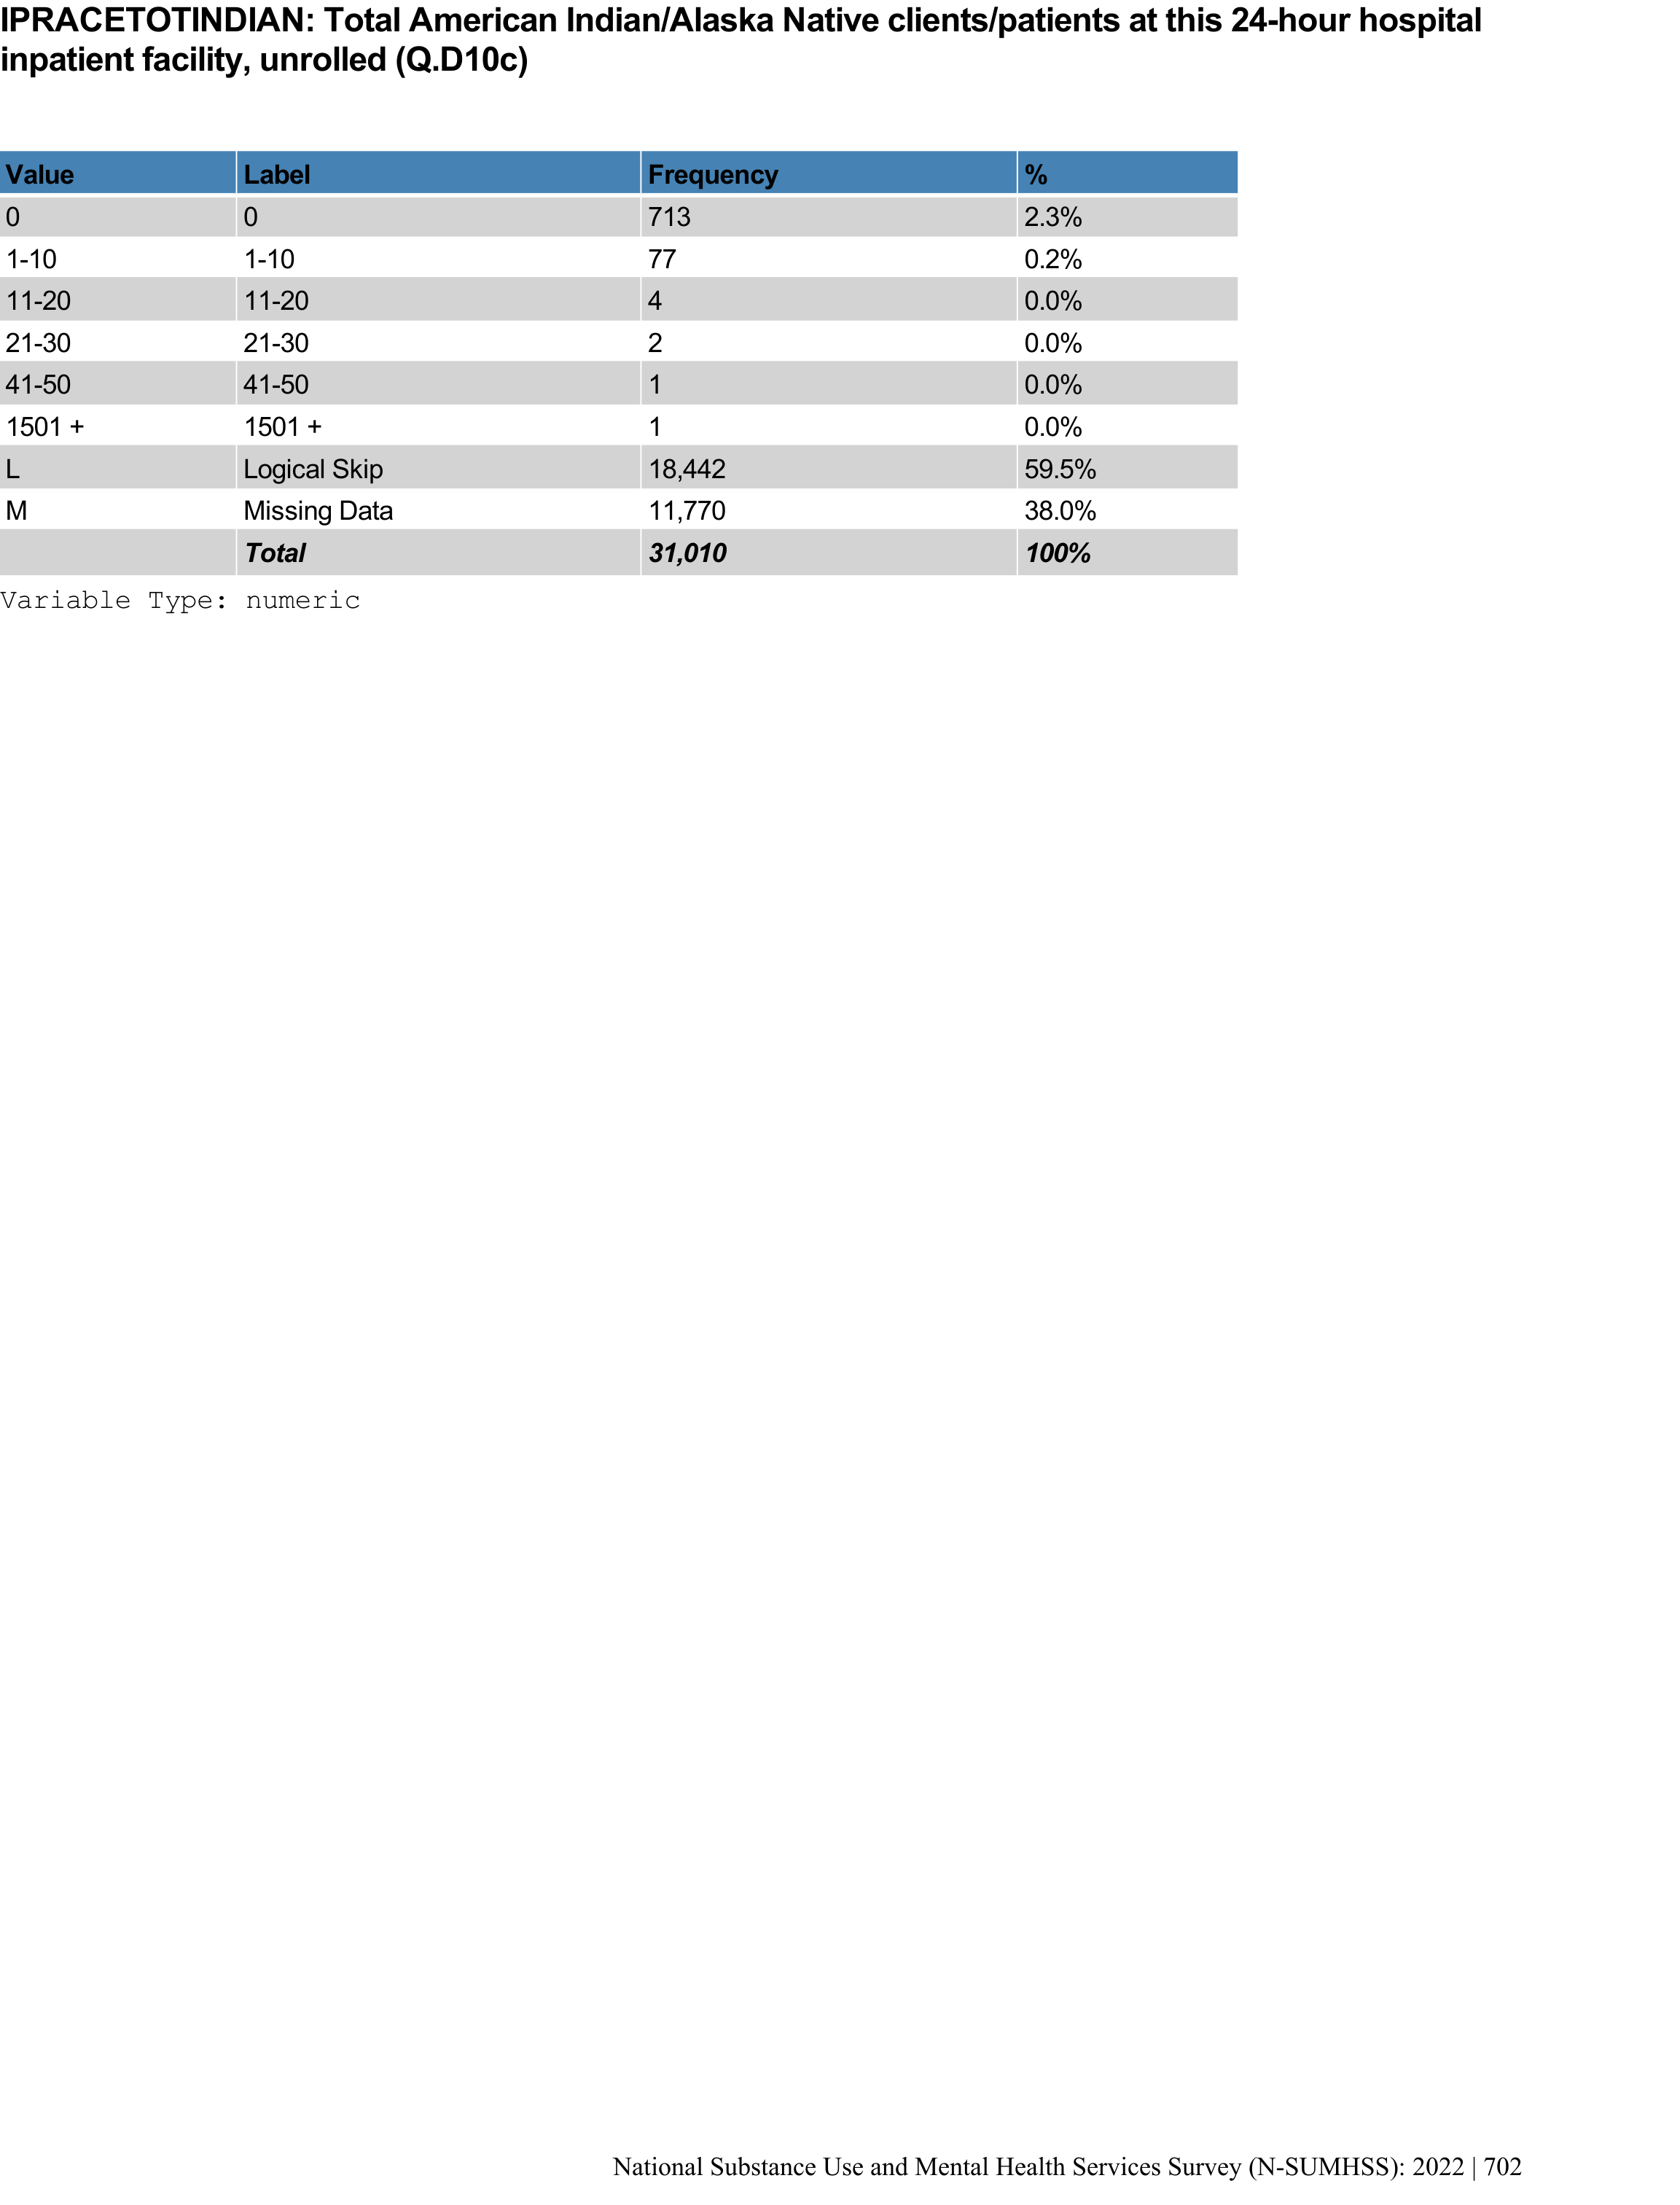 IPRACETOTINDIAN: Total American Indian/Alaska Native clients/patients at this 24-hour hospital
inpatient facility, unrolled (Q.D10c)
Value Label Frequency %
0 0 713 2.3%
1-10 1-10 77 0.2%
11-20 11-20 4 0.0%
21-30 21-30 2 0.0%
41-50 41-50 1 0.0%
1501 + 1501 + 1 0.0%
L Logical Skip 18,442 59.5%
M Missing Data 11,770 38.0%
Total 31,010 100%
Variable Type: numeric
National Substance Use and Mental Health Services Survey (N-SUMHSS): 2022 | 702